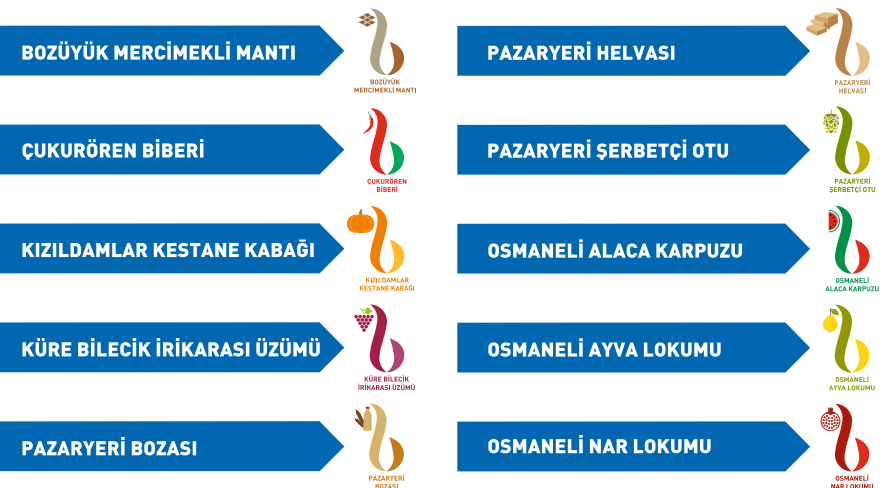 BOZÜYÜK MERCİMEKLİ MANTI
BOZÜYÜK
MERCİMEKLİ MANTI
ÇUKURÖREN BİBERİ
ÇUKURÖREN
BİBERİ
KIZILDAMLAR KESTANE KABAĞI
KIZILDAMLAR
KESTANE KABAĞI
KÜRE BİLECİK İRİKARASI ÜZÜMÜ
KÜRE BİLECİK
İRİKARASI ÜZÜMÜ
PAZARYERİ BOZASI
PAZARYERİ
BOZASI
PAZARYERİ HELVASI
PAZARYERİ
HELVASI
PAZARYERİ ŞERBETÇİ OTU
PAZARYERİ
ŞERBETÇİ OTU
OSMANELİ ALACA KARPUZU
OSMANELİ
ALACA KARPUZU
OSMANELİ AYVA LOKUMU
OSMANELİ
AYVA LOKUMU
OSMANELİ NAR LOKUMU
OSMANELİ
NAR LOKUMU